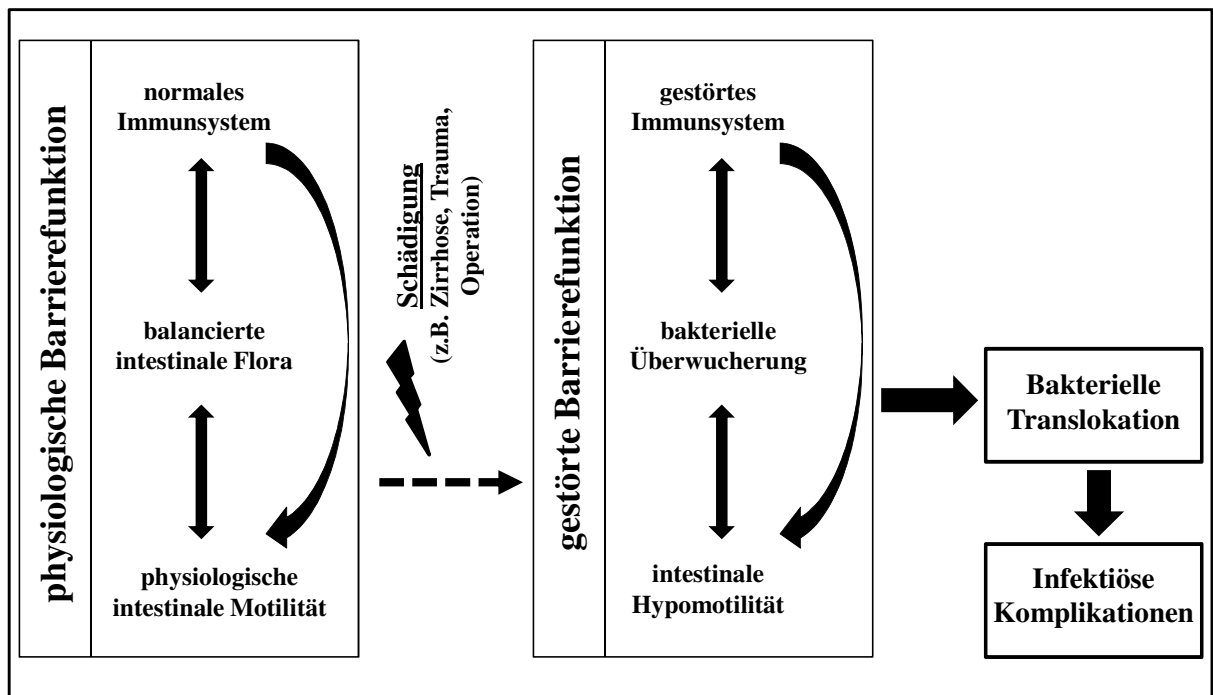 physiologische Barrierefunktion
normales
Immunsystem
balancierte
intestinale Flora
physiologische
intestinale Motilität
Schädigung
(z.B. Zirrhose, Trauma,
Operation)
gestörte Barrierefunktion
gestörtes
Immunsystem
bakterielle
Überwucherung
intestinale
Hypomotilität
Bakterielle
Translokation
Infektiöse
Komplikationen